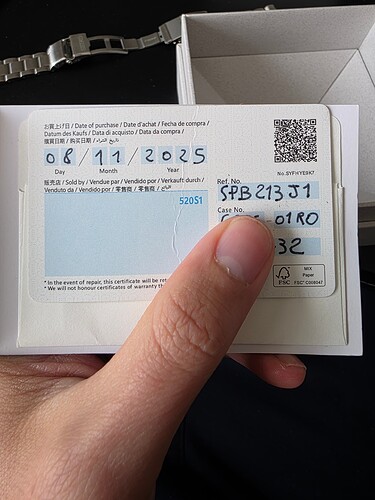 お買上げ日 / Date of purchase / Date d'achat / Fecha de compra /
Datum des Kaufs / Data di acquisto / Data da compra /
購買日期 / 购买日期 / تاريخ الشراء
08 / 11 / 2025
Day Month Year
販売店 / Sold by / Vendue par / Vendido por / Verkauft durch /
Venduto da / Vendido por / 零售商 / 零售商 /
520S1
No.SYFHYE9K7
Ref. No.
SPB213J1
Case No.
01R0
32
MIX
Paper
FSC
FSC® C008047
* In the event of repair, this certificate will be
* We will not honour certificates of warranty